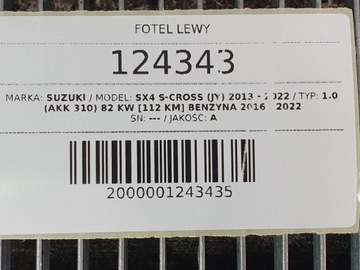 FOTEL LEWY
124343
MARKA: SUZUKI / MODEL: SX4 S-CROSS (JY) 2013 - 2022 / TYP: 1.0
(AKK 310) 82 KW [112 KM] BENZYNA 2016 - 2022
SN: --- / JAKOŚĆ: A
2000001243435